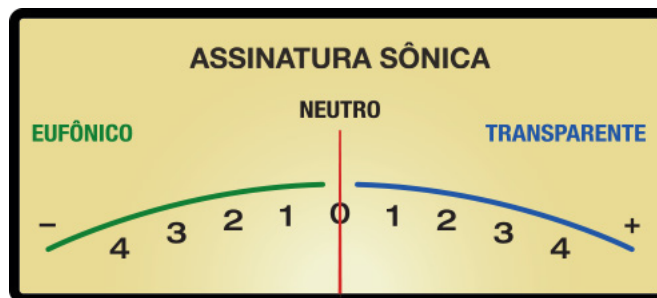 ASSINATURA SÔNICA
NEUTRO
EUFÔNICO TRANSPARENTE
− 4 3 2 1 0 1 2 3 4 +